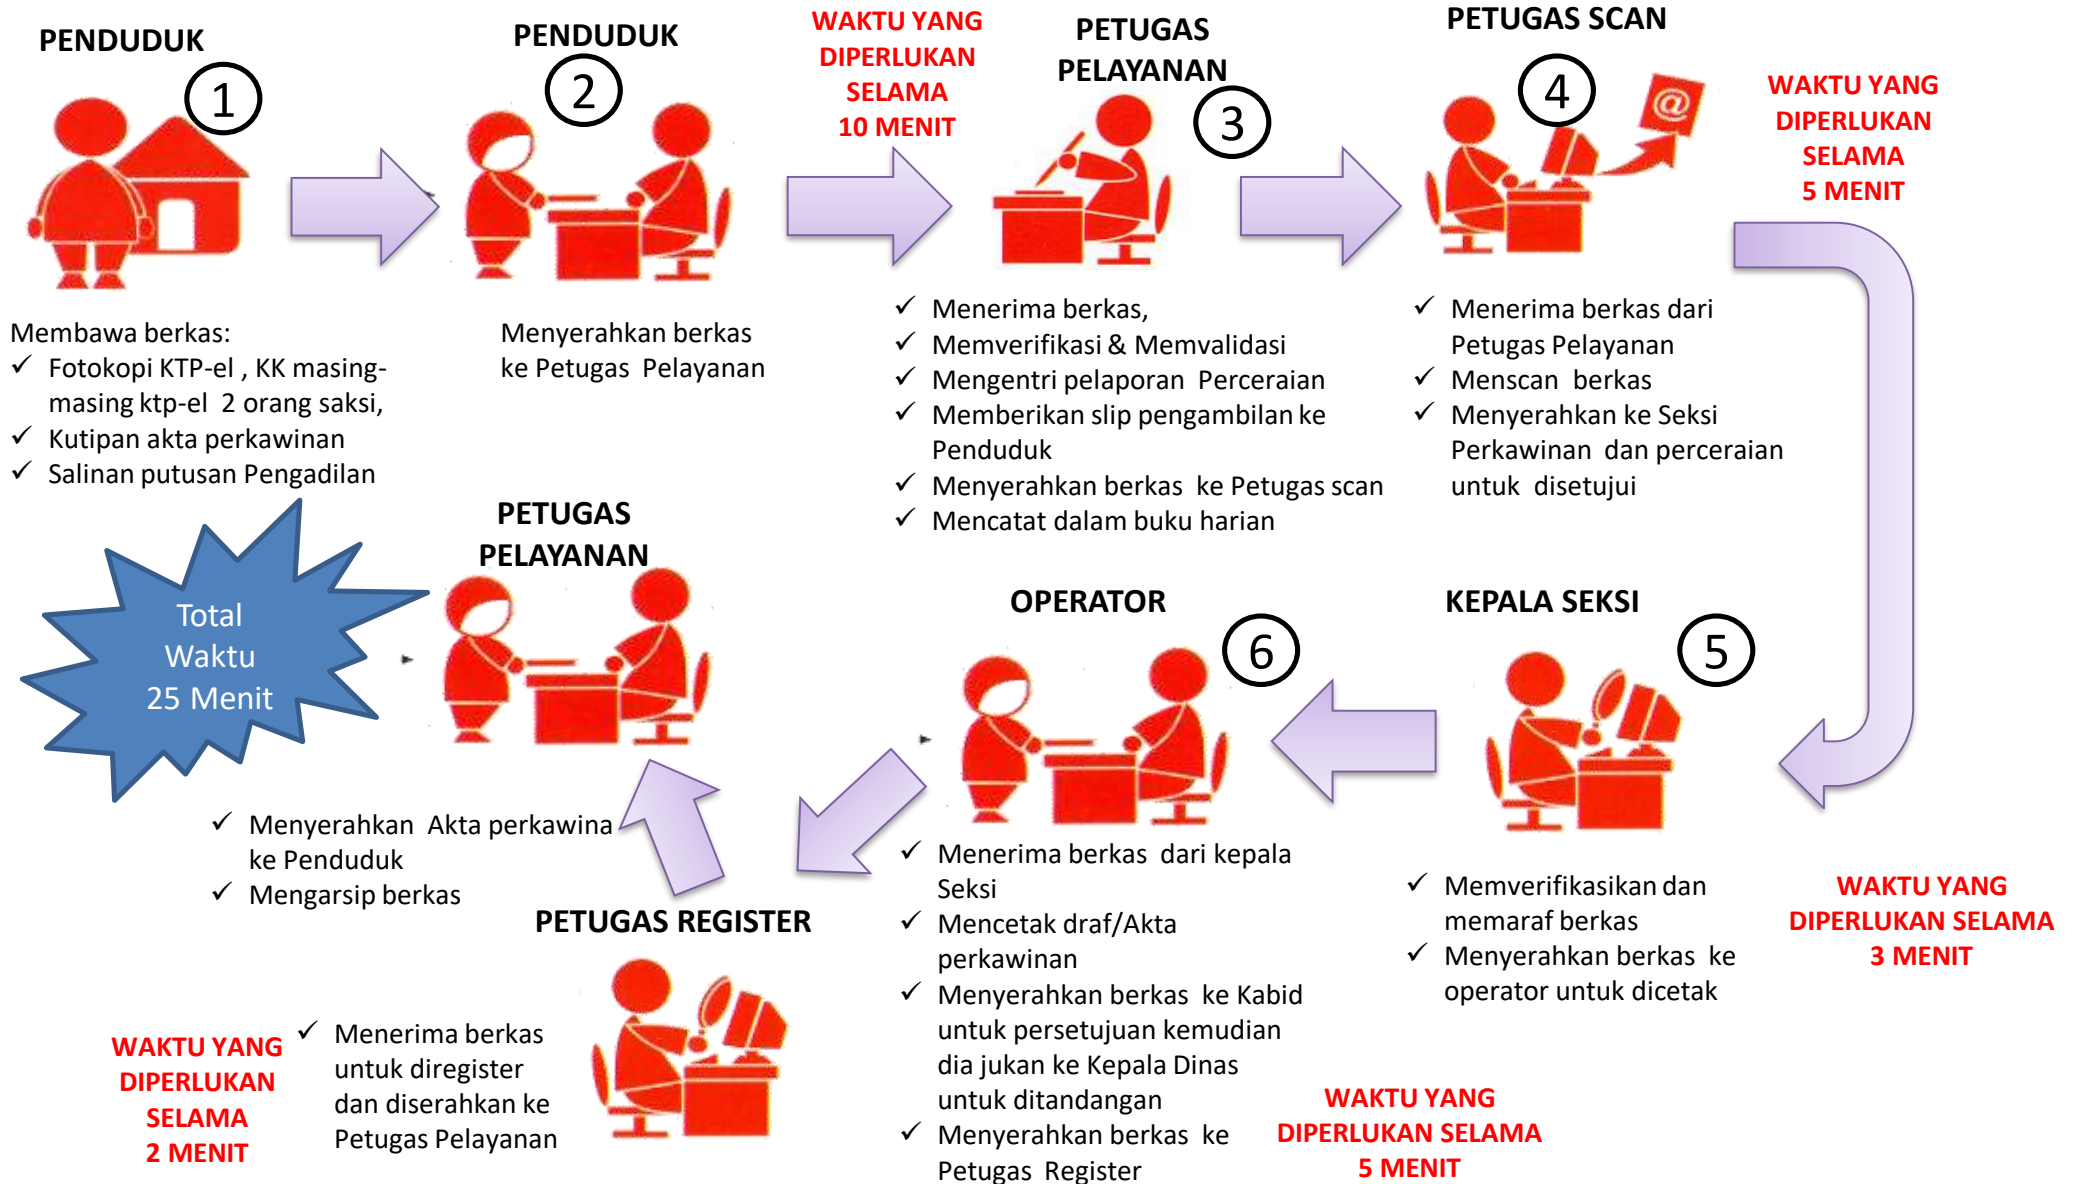 PENDUDUK
1
Membawa berkas:
✓ Fotokopi KTP-el , KK masing-
masing ktp-el 2 orang saksi,
✓ Kutipan akta perkawinan
✓ Salinan putusan Pengadilan
PENDUDUK
2
Menyerahkan berkas
ke Petugas Pelayanan
WAKTU YANG
DIPERLUKAN
SELAMA
10 MENIT
PETUGAS
PELAYANAN
3
✓ Menerima berkas,
✓ Memverifikasi & Memvalidasi
✓ Mengentri pelaporan Perceraian
✓ Memberikan slip pengambilan ke
Penduduk
✓ Menyerahkan berkas ke Petugas scan
✓ Mencatat dalam buku harian
PETUGAS SCAN
4
@
✓ Menerima berkas dari
Petugas Pelayanan
✓ Menscan berkas
✓ Menyerahkan ke Seksi
Perkawinan dan perceraian
untuk disetujui
WAKTU YANG
DIPERLUKAN
SELAMA
5 MENIT
KEPALA SEKSI
5
✓ Memverifikasikan dan
memaraf berkas
✓ Menyerahkan berkas ke
operator untuk dicetak
WAKTU YANG
DIPERLUKAN SELAMA
3 MENIT
OPERATOR
6
✓ Menerima berkas dari kepala
Seksi
✓ Mencetak draf/Akta
perkawinan
✓ Menyerahkan berkas ke Kabid
untuk persetujuan kemudian
dia jukan ke Kepala Dinas
untuk ditandangan
✓ Menyerahkan berkas ke
Petugas Register
WAKTU YANG
DIPERLUKAN SELAMA
5 MENIT
PETUGAS REGISTER
✓ Menerima berkas
untuk diregister
dan diserahkan ke
Petugas Pelayanan
WAKTU YANG
DIPERLUKAN
SELAMA
2 MENIT
PETUGAS
PELAYANAN
✓ Menyerahkan Akta perkawina
ke Penduduk
✓ Mengarsip berkas
Total
Waktu
25 Menit